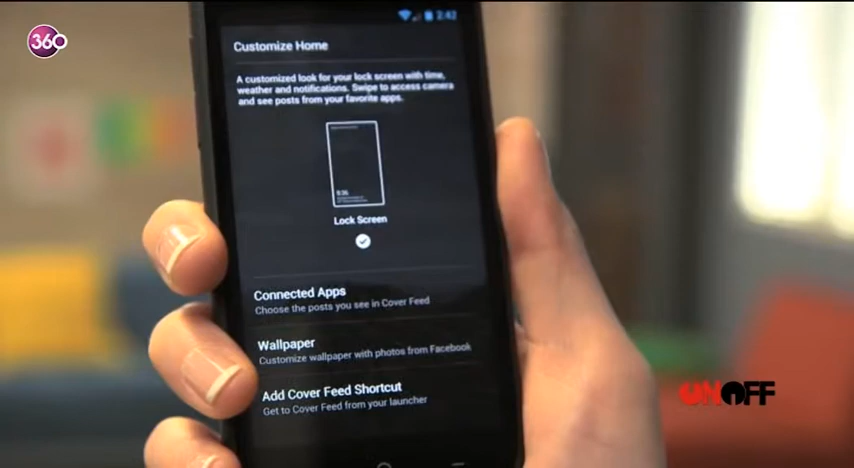 360
2:42
Customize Home
A customized look for your lock screen with time,
weather and notifications. Swipe to access camera
and see posts from your favorite apps.
Lock Screen
Connected Apps
Choose the posts you see in Cover Feed
Wallpaper
Customize wallpaper with photos from Facebook
Add Cover Feed Shortcut
Get to Cover Feed from your launcher
ONOFF